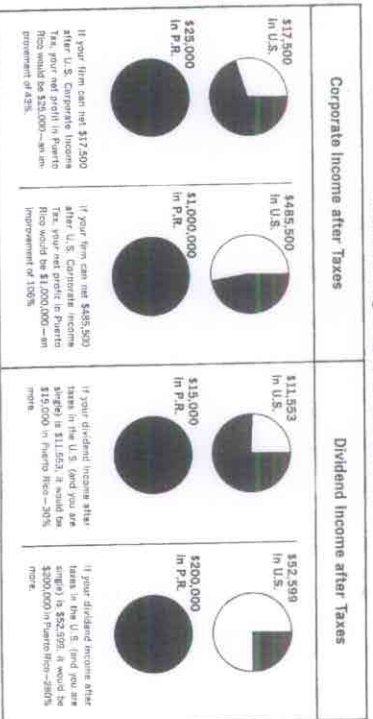 Corporate Income after Taxes
$17,500
in U.S.
$25,000
in P.R.
If your firm can net $17,500
after U.S. Corporate Income
Tax, your net profit in Puerto
Rico would be $25,000—an im-
provement of 43%.
$485,500
in U.S.
$1,000,000
in P.R.
If your firm can net $485,500
after U.S. Corporate Income
Tax, your net profit in Puerto
Rico would be $1,000,000—an
improvement of 106%
Dividend Income after Taxes
$11,553
in U.S.
$15,000
in P.R.
If your dividend income after
taxes in the U.S. (and you are
single) is $11,553, it would be
$15,000 in Puerto Rico—30%
more.
$52,599
in U.S.
$200,000
in P.R.
If your dividend income after
taxes in the U.S. (and you are
single) is $52,599, it would be
$200,000 in Puerto Rico—280%
more.